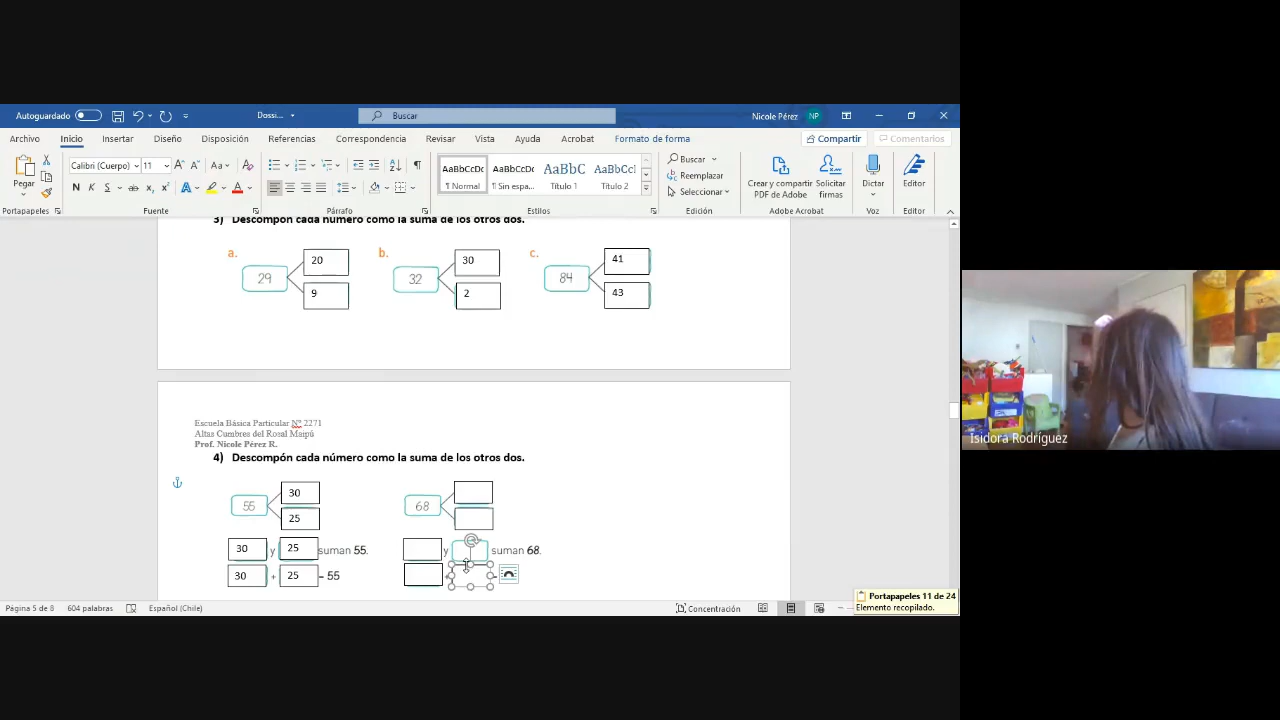 Autoguardado
Dossi...
Buscar
Nicole Pérez NP
Archivo Inicio Insertar Diseño Disposición Referencias Correspondencia Revisar Vista Ayuda Acrobat Formato de forma Compartir Comentarios
Pegar
Calibri (Cuerpo) 11 A A Aa
N K S ab x₂ x² A A
AaBbCcDc AaBbCcDc AaBbC AaBbCcI
¶ Normal ¶ Sin espa... Título 1 Título 2
Buscar
Reemplazar
Seleccionar
Crear y compartir PDF de Adobe
Solicitar firmas
Dictar
Editor
Portapapeles Fuente Párrafo Estilos Edición Adobe Acrobat Voz Editor
3) Descompón cada número como la suma de los otros dos.
a. 29 20 9
b. 32 30 2
c. 84 41 43
Escuela Básica Particular Nº 2271
Altas Cumbres del Rosal Maipú
Prof. Nicole Pérez R.
4) Descompón cada número como la suma de los otros dos.
55 30 25
68
30 y 25 suman 55.
y suman 68.
30 + 25 = 55
+
Página 5 de 8 604 palabras Español (Chile) Concentración
Portapapeles 11 de 24
Elemento recopilado.
Isidora Rodríguez